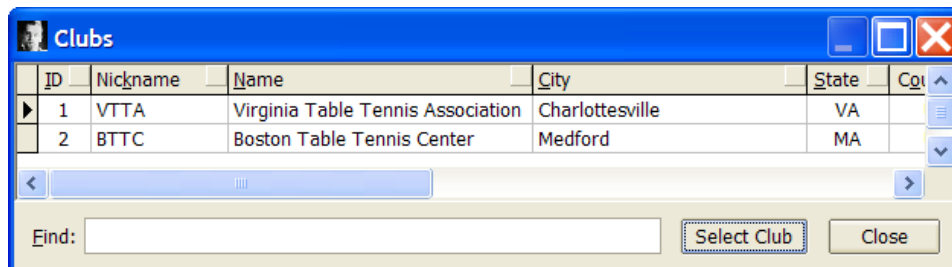 Clubs
ID Nickname Name City State Cou
1 VTTA Virginia Table Tennis Association Charlottesville VA
2 BTTC Boston Table Tennis Center Medford MA
Find: Select Club Close